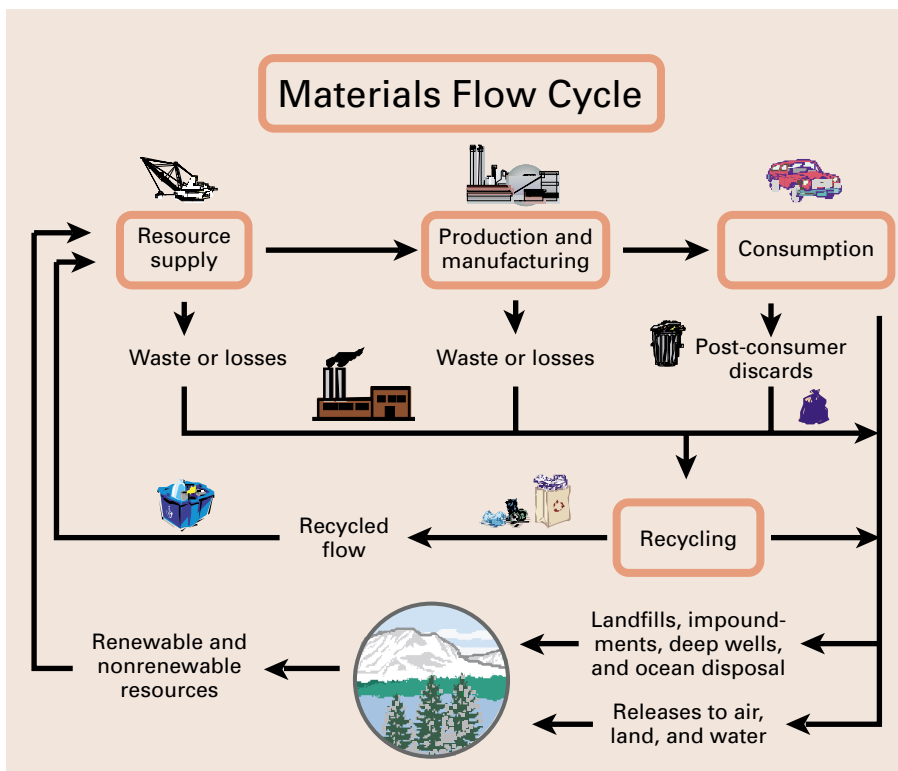 Materials Flow Cycle
Resource
supply
Production and
manufacturing
Consumption
Waste or losses
Waste or losses
Post-consumer
discards
Recycled
flow
Recycling
Renewable and
nonrenewable
resources
Landfills, impound-
ments, deep wells,
and ocean disposal
Releases to air,
land, and water